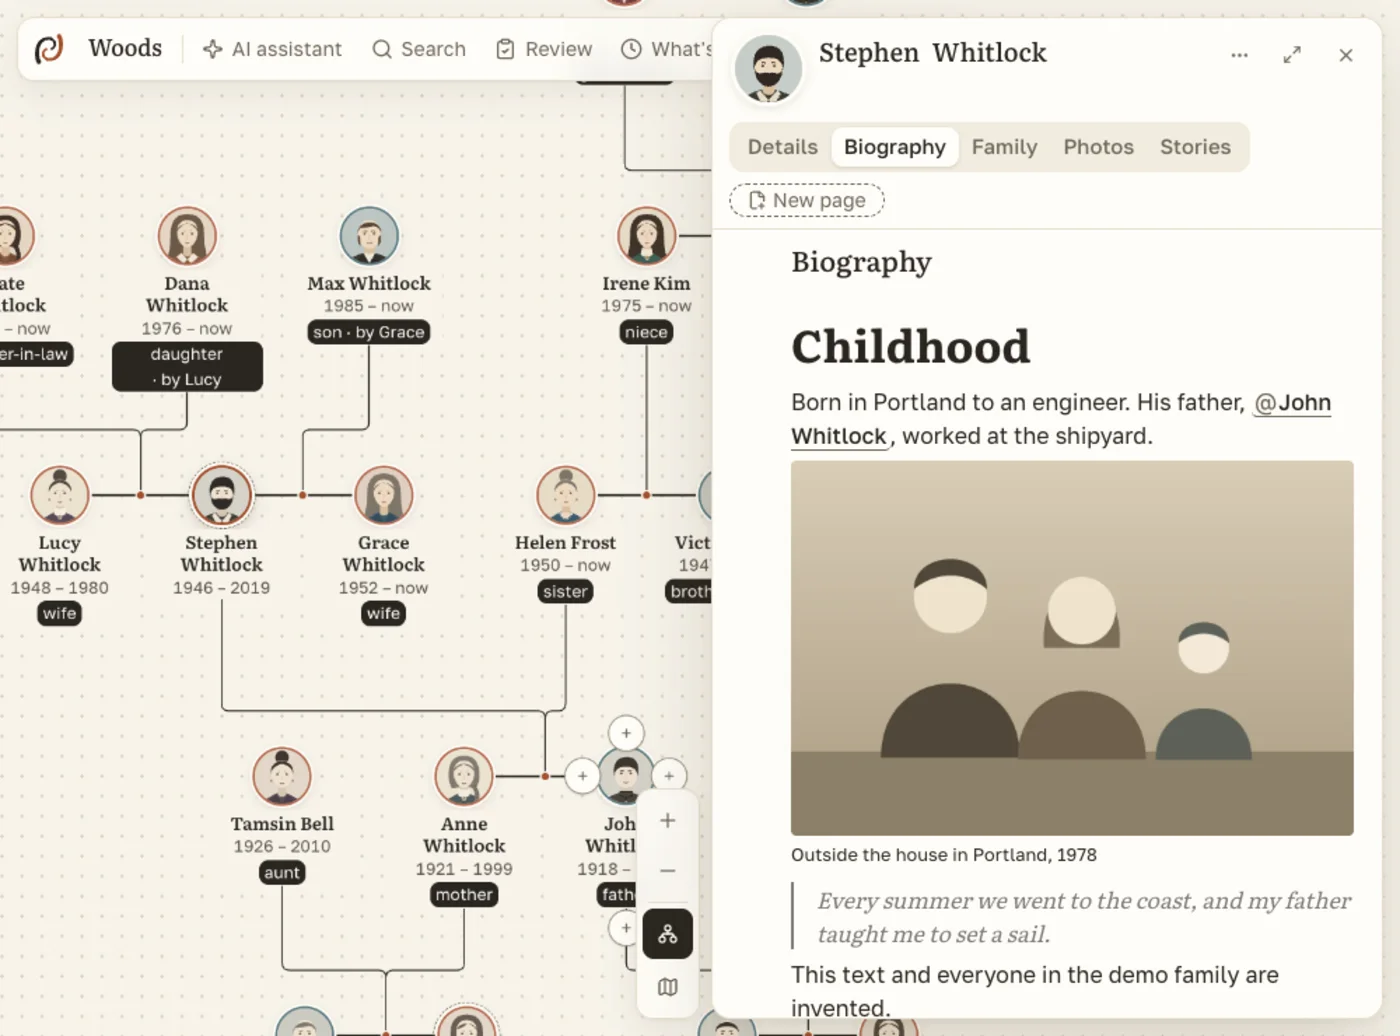 Woods
AI assistant
Search
Review
What's
Stephen Whitlock
Details
Biography
Family
Photos
Stories
New page
Biography
Childhood
Born in Portland to an engineer. His father, @John
Whitlock, worked at the shipyard.
Outside the house in Portland, 1978
Every summer we went to the coast, and my father
taught me to set a sail.
This text and everyone in the demo family are
invented.
ate
tlock
– now
er-in-law
Dana
Whitlock
1976 – now
daughter
· by Lucy
Max Whitlock
1985 – now
son · by Grace
Irene Kim
1975 – now
niece
Lucy
Whitlock
1948 – 1980
wife
Stephen
Whitlock
1946 – 2019
Grace
Whitlock
1952 – now
wife
Helen Frost
1950 – now
sister
Vict
194
broth
Tamsin Bell
1926 – 2010
aunt
Anne
Whitlock
1921 – 1999
mother
Joh
Whitl
1918 –
fath